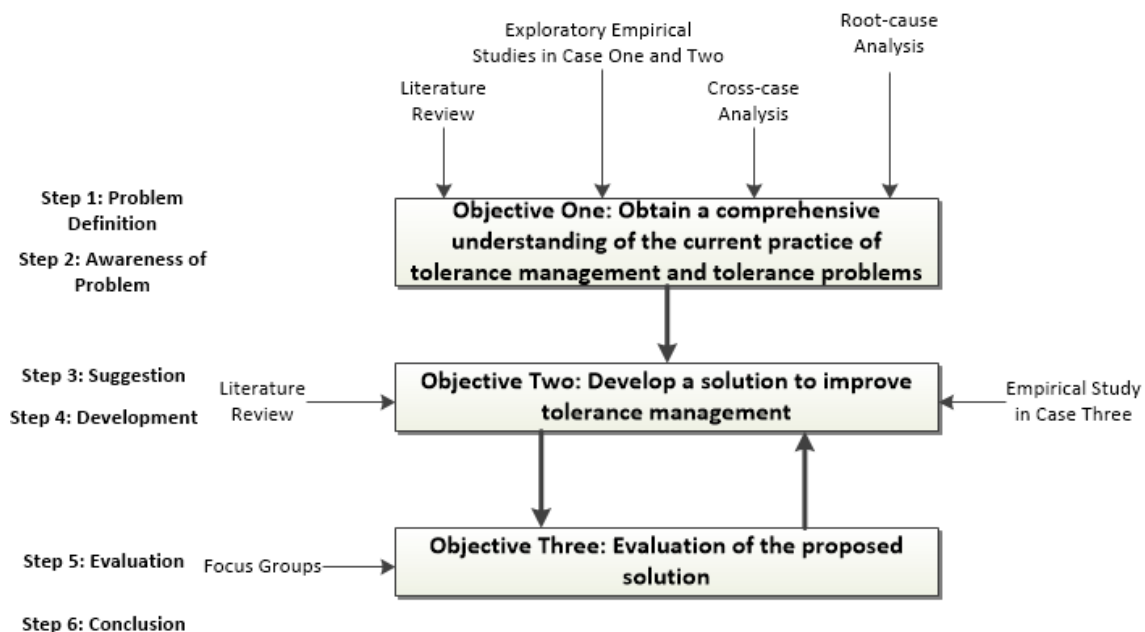 Root-cause
Analysis
Exploratory Empirical
Studies in Case One and Two
Literature
Review
Cross-case
Analysis
Step 1: Problem
Definition
Step 2: Awareness of
Problem
Objective One: Obtain a comprehensive
understanding of the current practice of
tolerance management and tolerance problems
Step 3: Suggestion
Step 4: Development
Literature
Review
Objective Two: Develop a solution to improve
tolerance management
Empirical Study
in Case Three
Step 5: Evaluation
Focus Groups
Objective Three: Evaluation of the proposed
solution
Step 6: Conclusion